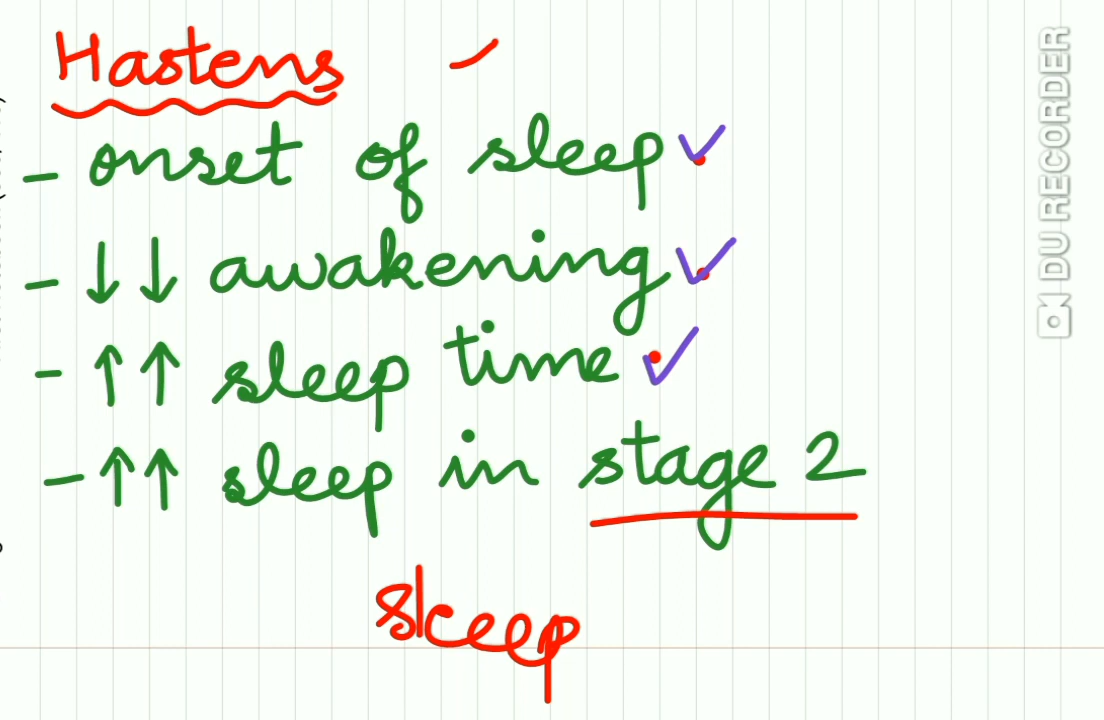 Hastens
- onset of sleep ✓
- ↓↓ awakening ✓
- ↑↑ sleep time ✓
- ↑↑ sleep in stage 2
sleep
DU RECORDER